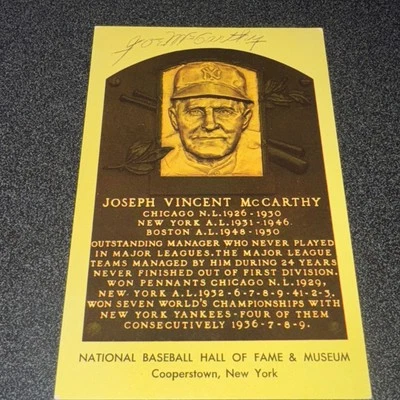 Joe McCarthy
NY
JOSEPH VINCENT McCARTHY
CHICAGO N.L. 1926 - 1930
NEW YORK A.L. 1931 - 1946
BOSTON A.L. 1948 - 1950
OUTSTANDING MANAGER WHO NEVER PLAYED
IN MAJOR LEAGUES. THE MAJOR LEAGUE
TEAMS MANAGED BY HIM DURING 24 YEARS
NEVER FINISHED OUT OF FIRST DIVISION.
WON PENNANTS CHICAGO N.L. 1929,
NEW YORK A.L. 1932-6-7-8-9-41-2-3.
WON SEVEN WORLD'S CHAMPIONSHIPS WITH
NEW YORK YANKEES-FOUR OF THEM
CONSECUTIVELY 1936-7-8-9.
NATIONAL BASEBALL HALL OF FAME & MUSEUM
Cooperstown, New York